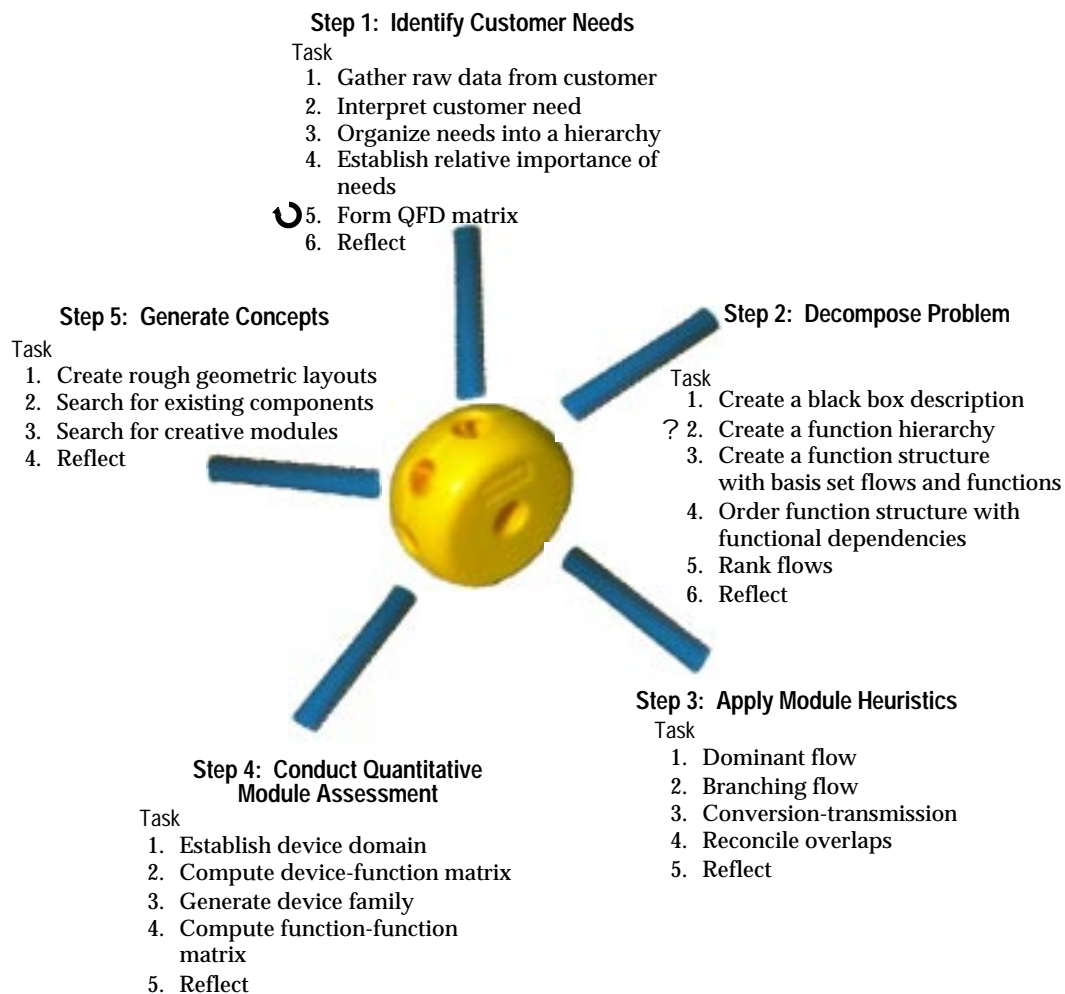 Step 1: Identify Customer Needs
Task
1. Gather raw data from customer
2. Interpret customer need
3. Organize needs into a hierarchy
4. Establish relative importance of
needs
5. Form QFD matrix
6. Reflect
Step 2: Decompose Problem
Task
1. Create a black box description
? 2. Create a function hierarchy
3. Create a function structure
with basis set flows and functions
4. Order function structure with
functional dependencies
5. Rank flows
6. Reflect
Step 3: Apply Module Heuristics
Task
1. Dominant flow
2. Branching flow
3. Conversion-transmission
4. Reconcile overlaps
5. Reflect
Step 4: Conduct Quantitative
Module Assessment
Task
1. Establish device domain
2. Compute device-function matrix
3. Generate device family
4. Compute function-function
matrix
5. Reflect
Step 5: Generate Concepts
Task
1. Create rough geometric layouts
2. Search for existing components
3. Search for creative modules
4. Reflect